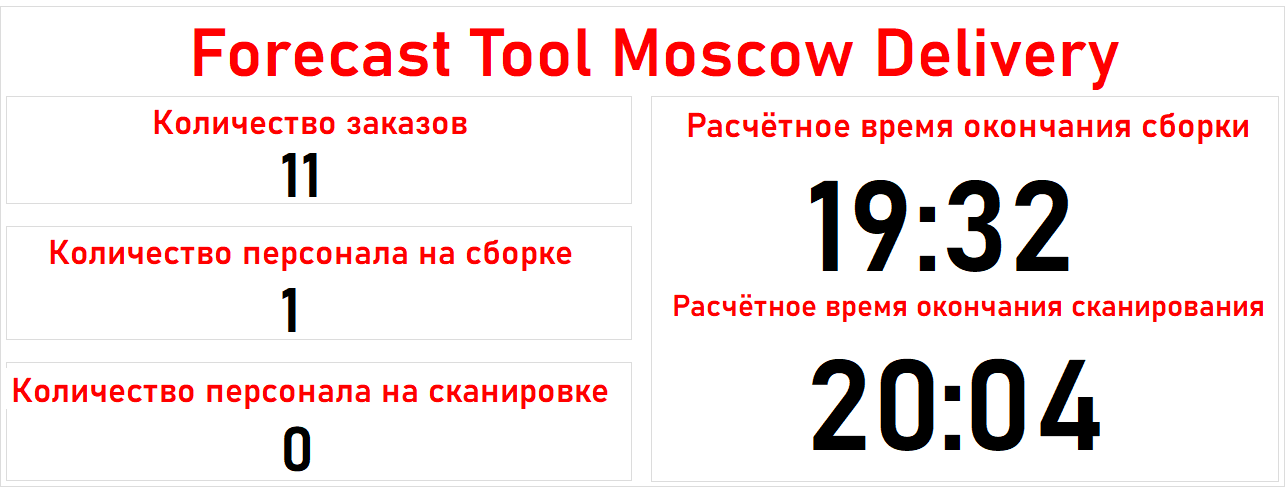 Forecast Tool Moscow Delivery
Количество заказов
11
Количество персонала на сборке
1
Количество персонала на сканировке
0
Расчётное время окончания сборки
19:32
Расчётное время окончания сканирования
20:04